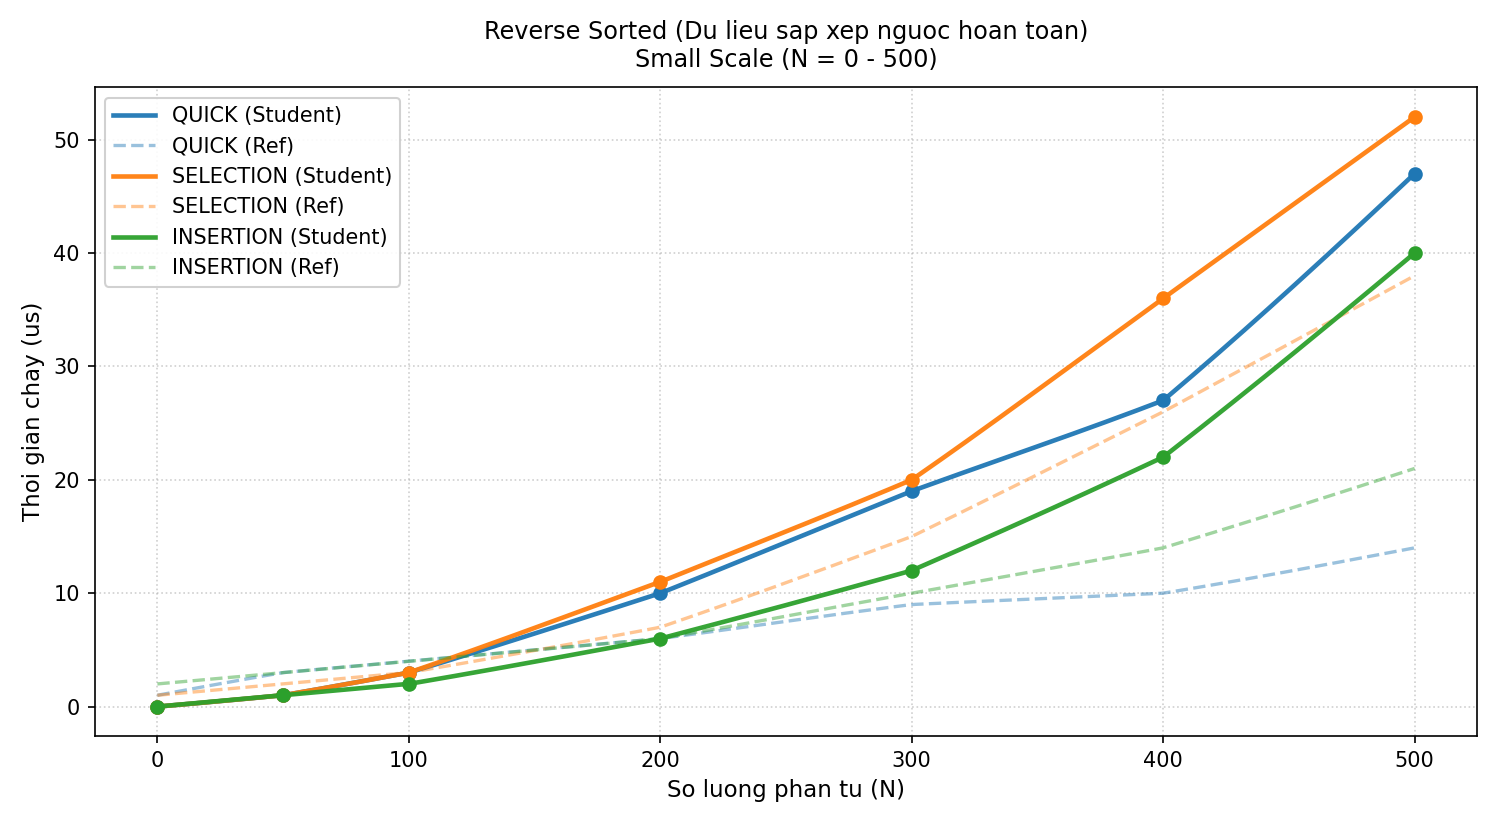 Reverse Sorted (Du lieu sap xep nguoc hoan toan)
Small Scale (N = 0 - 500)
QUICK (Student)
QUICK (Ref)
SELECTION (Student)
SELECTION (Ref)
INSERTION (Student)
INSERTION (Ref)
Thoi gian chay (us)
50
40
30
20
10
0
0 100 200 300 400 500
So luong phan tu (N)